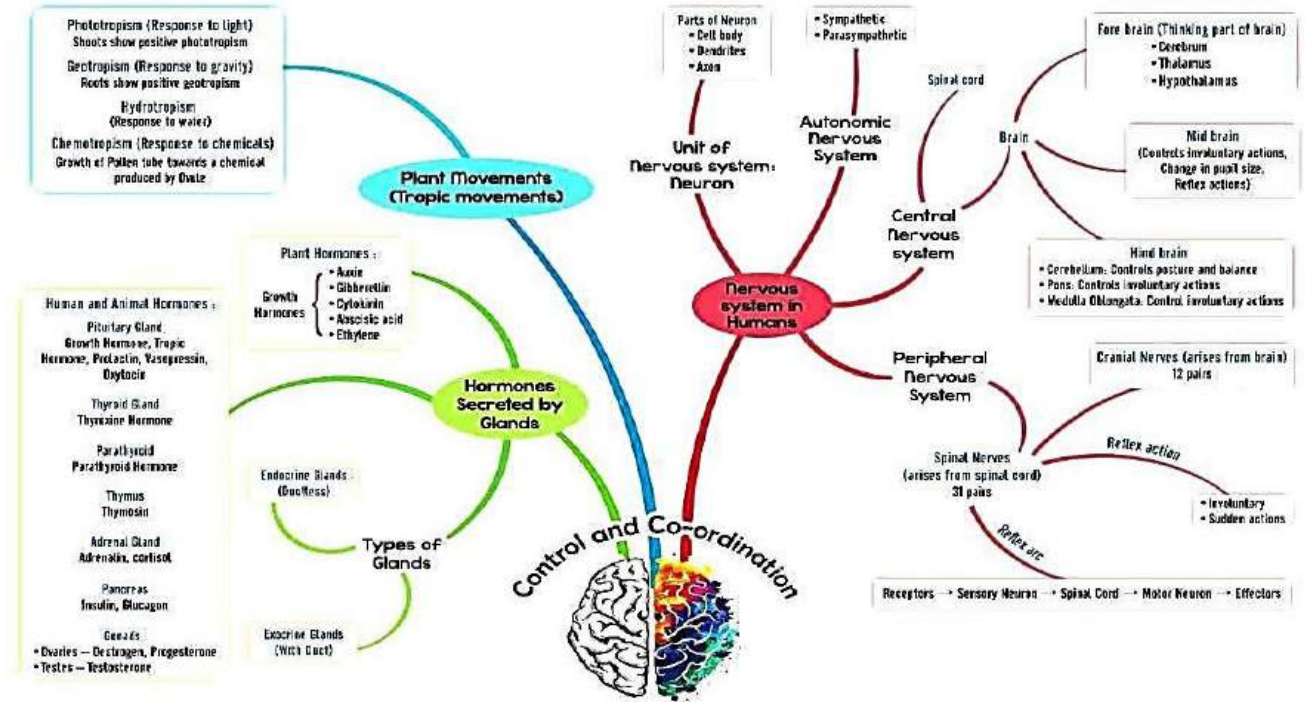 Phototropism (Response to light)
Shoots show positive phototropism
Geotropism (Response to gravity)
Roots show positive geotropism
Hydrotropism
(Response to water)
Chemotropism (Response to chemicals)
Growth of Pollen tube towards a chemical
produced by Ovule
Plant Movements
(Tropic movements)
Plant Hormones :
Growth
Hormones
• Auxin
• Gibberellin
• Cytokinin
• Abscisic acid
• Ethylene
Human and Animal Hormones :
Pituitary Gland
Growth Hormone, Tropic
Hormone, Prolactin, Vasopressin,
Oxytocin
Thyroid Gland
Thyroxine Hormone
Parathyroid
Parathyroid Hormone
Thymus
Thymosin
Adrenal Gland
Adrenalin, cortisol
Pancreas
Insulin, Glucagon
Gonads
• Ovaries — Oestrogen, Progesterone
• Testes — Testosterone
Hormones
Secreted by
Glands
Endocrine Glands :
(Ductless)
Types of
Glands
Exocrine Glands
(With Duct)
Control and Co-ordination
Parts of Neuron
• Cell body
• Dendrites
• Axon
Unit of
Nervous system:
Neuron
• Sympathetic
• Parasympathetic
Autonomic
Nervous
System
Spinal cord
Central
Nervous
system
Brain
Fore brain (Thinking part of brain)
• Cerebrum
• Thalamus
• Hypothalamus
Mid brain
(Controls involuntary actions,
Change in pupil size,
Reflex actions)
Hind brain
• Cerebellum: Controls posture and balance
• Pons: Controls involuntary actions
• Medulla Oblongata: Control involuntary actions
Nervous
system in
Humans
Peripheral
Nervous
System
Cranial Nerves (arises from brain)
12 pairs
Spinal Nerves
(arises from spinal cord)
31 pairs
Reflex action
• Involuntary
• Sudden actions
Reflex arc
Receptors → Sensory Neuron → Spinal Cord → Motor Neuron → Effectors